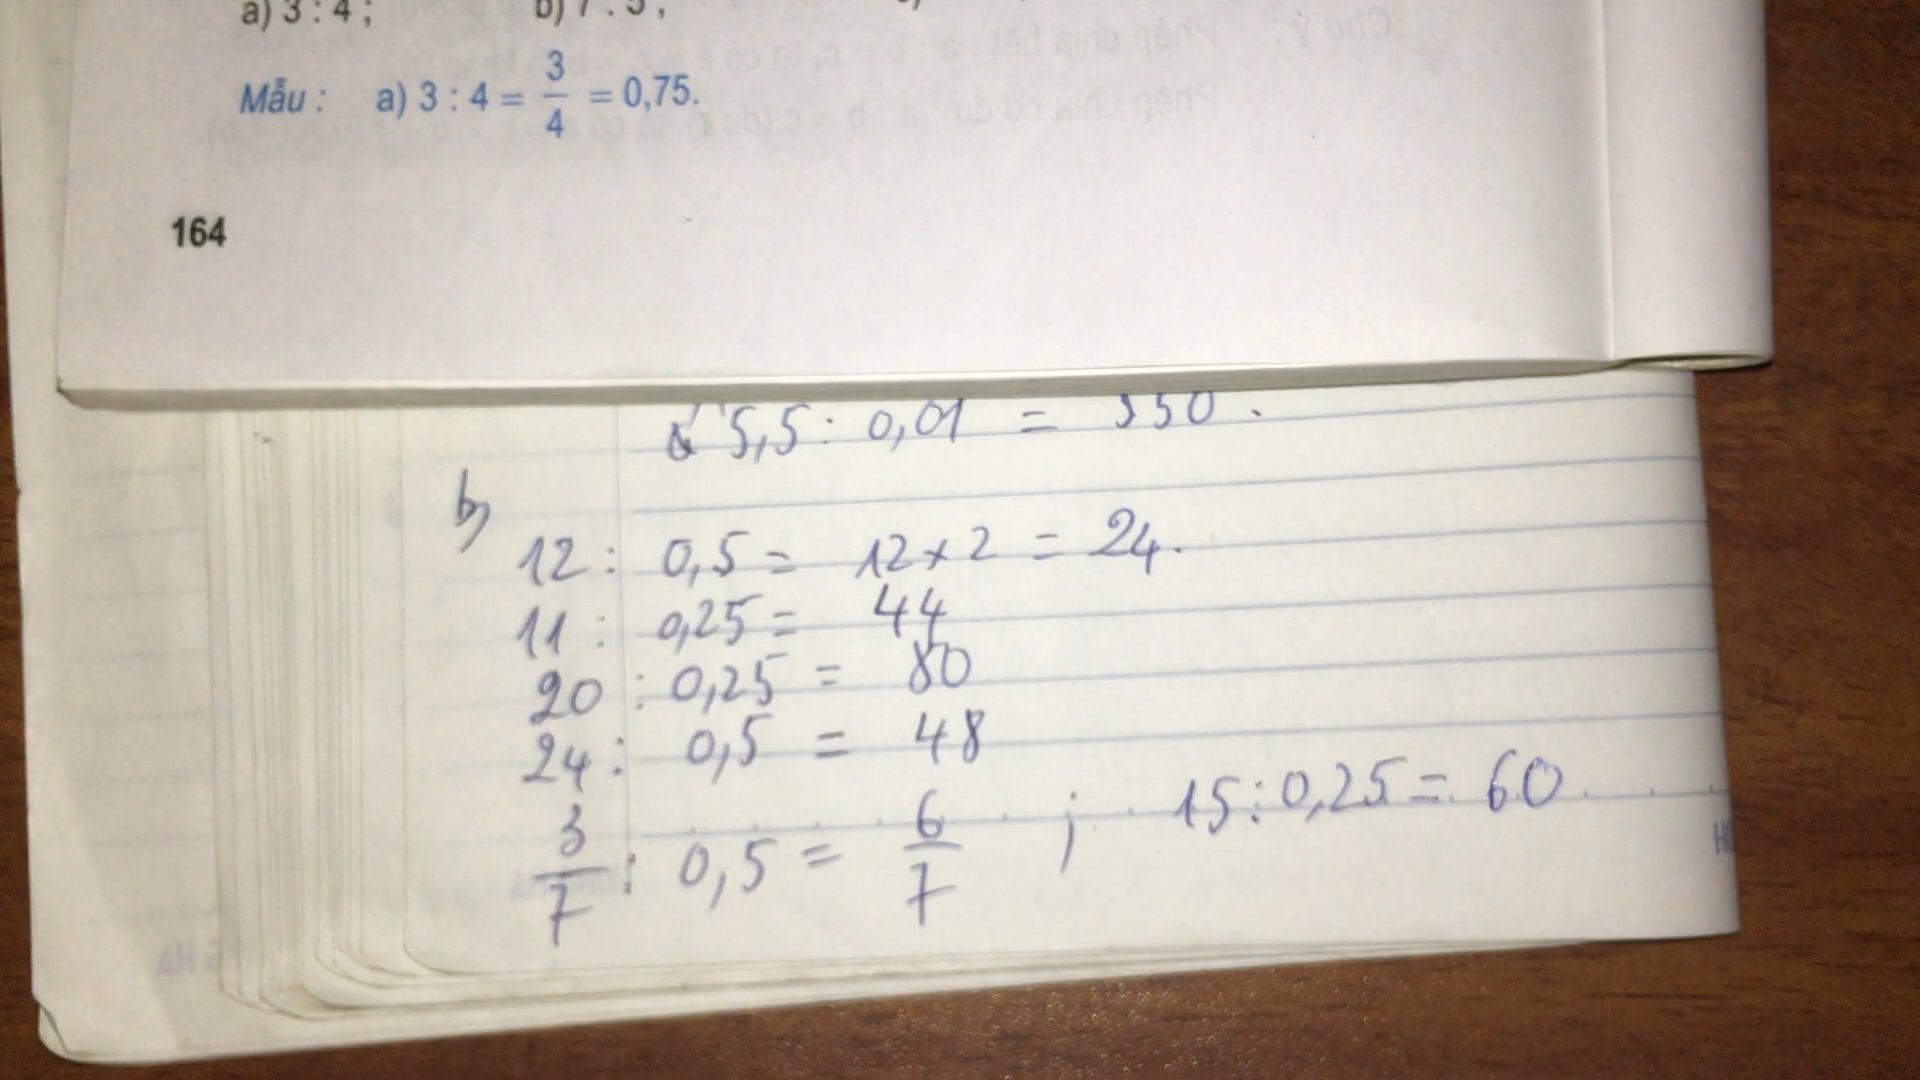 a) 3 : 4 ; b) 7 : 5 ;
Mẫu : a) 3 : 4 = 3/4 = 0,75.
164
5,5 : 0,01 = 550.
b)
12 : 0,5 = 12 x 2 = 24.
11 : 0,25 = 44
20 : 0,25 = 80
24 : 0,5 = 48
3/7 : 0,5 = 6/7 ; 15 : 0,25 = 60